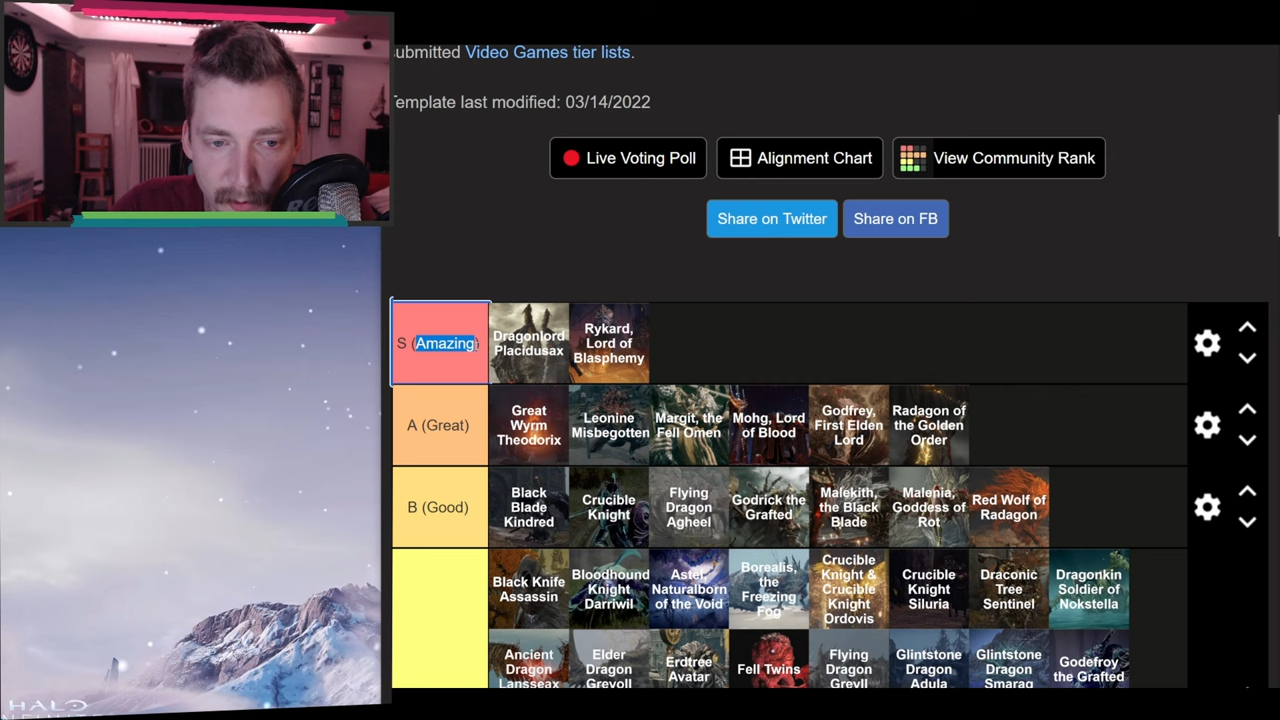 submitted Video Games tier lists.
Template last modified: 03/14/2022
Live Voting Poll
Alignment Chart
View Community Rank
Share on Twitter
Share on FB
S (Amazing)
Dragonlord
Placidusax
Rykard,
Lord of
Blasphemy
A (Great)
Great
Wyrm
Theodorix
Leonine
Misbegotten
Margit, the
Fell Omen
Mohg, Lord
of Blood
Godfrey,
First Elden
Lord
Radagon of
the Golden
Order
B (Good)
Black
Blade
Kindred
Crucible
Knight
Flying
Dragon
Agheel
Godrick the
Grafted
Malekith,
the Black
Blade
Malenia,
Goddess of
Rot
Red Wolf of
Radagon
Black Knife
Assassin
Bloodhound
Knight
Darriwil
Astel,
Naturalborn
of the Void
Borealis,
the
Freezing
Fog
Crucible
Knight &
Crucible
Knight
Ordovis
Crucible
Knight
Siluria
Draconic
Tree
Sentinel
Dragonkin
Soldier of
Nokstella
Ancient
Dragon
Lansseax
Elder
Dragon
Greyoll
Erdtree
Avatar
Fell Twins
Flying
Dragon
Greyll
Glintstone
Dragon
Adula
Glintstone
Dragon
Smarag
Godefroy
the Grafted
HALO